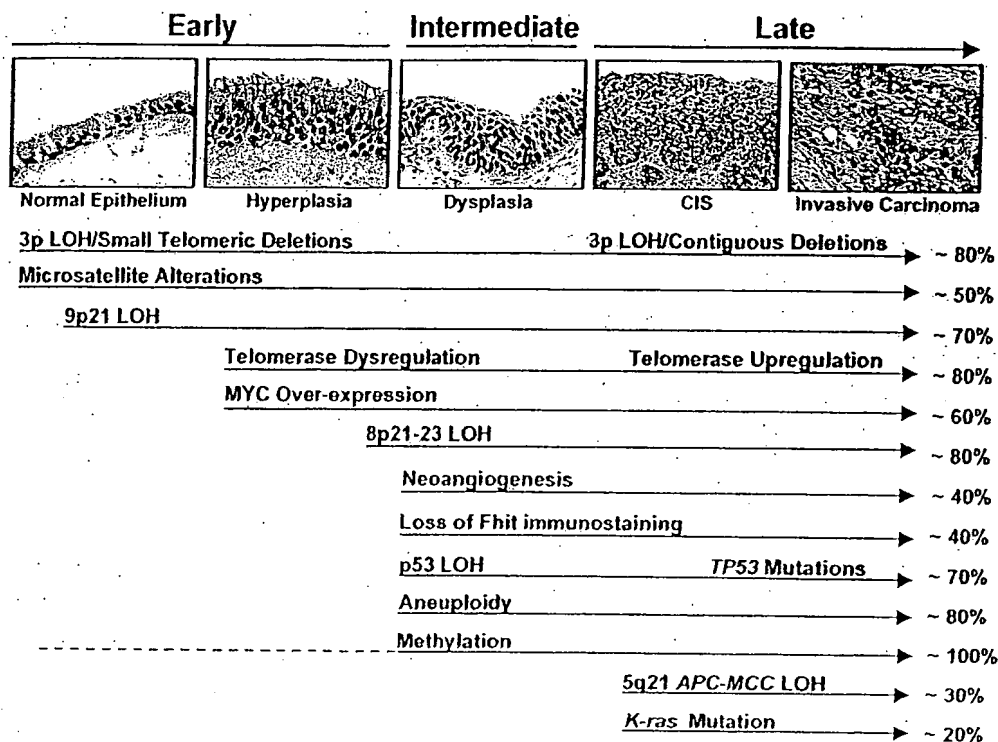 Early Intermediate Late
Normal Epithelium Hyperplasia Dysplasia CIS Invasive Carcinoma
3p LOH/Small Telomeric Deletions 3p LOH/Contiguous Deletions ~ 80%
Microsatellite Alterations ~ 50%
9p21 LOH ~ 70%
Telomerase Dysregulation Telomerase Upregulation ~ 80%
MYC Over-expression ~ 60%
8p21-23 LOH ~ 80%
Neoangiogenesis ~ 40%
Loss of Fhit immunostaining ~ 40%
p53 LOH TP53 Mutations ~ 70%
Aneuploidy ~ 80%
Methylation ~ 100%
5q21 APC-MCC LOH ~ 30%
K-ras Mutation ~ 20%